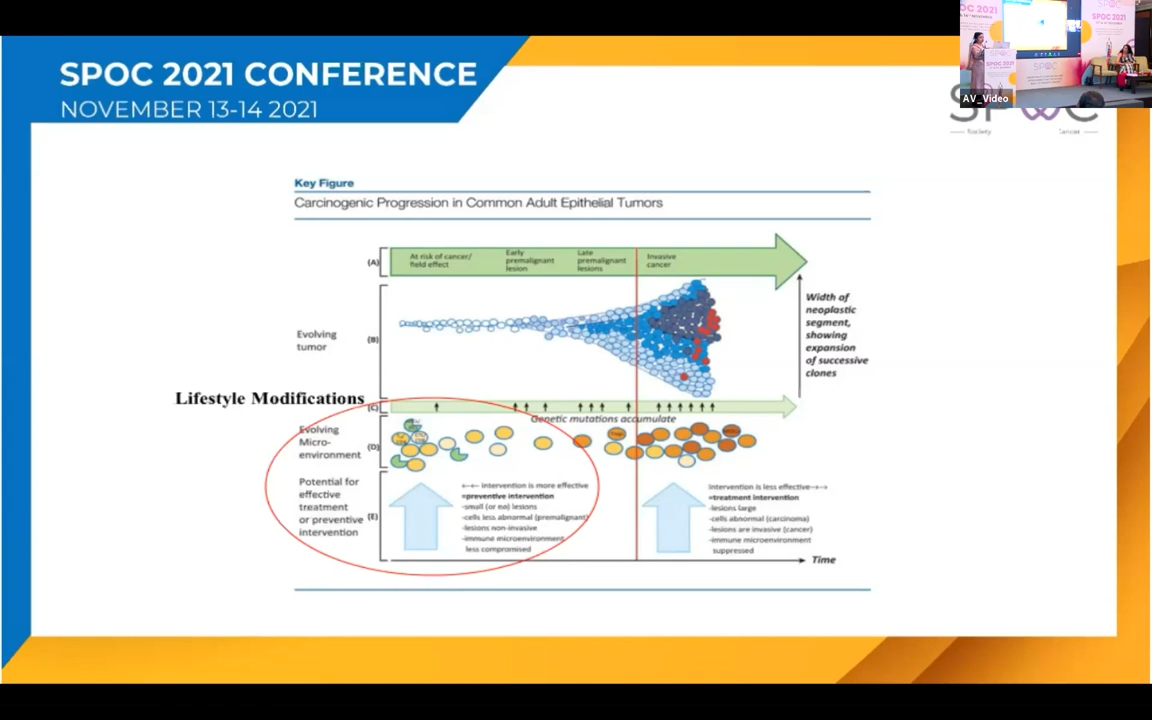 SPOC 2021 CONFERENCE
NOVEMBER 13-14 2021
SPOC 2021
AV_Video
Society
Cancer
Key Figure
Carcinogenic Progression in Common Adult Epithelial Tumors
(A)
At risk of cancer/
field effect
Early
premalignant
lesion
Late
premalignant
lesions
Invasive
cancer
Evolving
tumor
(B)
Width of
neoplastic
segment,
showing
expansion
of successive
clones
Lifestyle Modifications
(C)
Genetic mutations accumulate
Evolving
Micro-
environment
(D)
Potential for
effective
treatment
or preventive
intervention
(E)
←← intervention is more effective
=preventive intervention
-small (or no) lesions
-cells less abnormal (premalignant)
-lesions non-invasive
-immune microenvironment
less compromised
Intervention is less effective→→
=treatment intervention
-lesions large
-cells abnormal (carcinoma)
-lesions are invasive (cancer)
-immune microenvironment
suppressed
Time